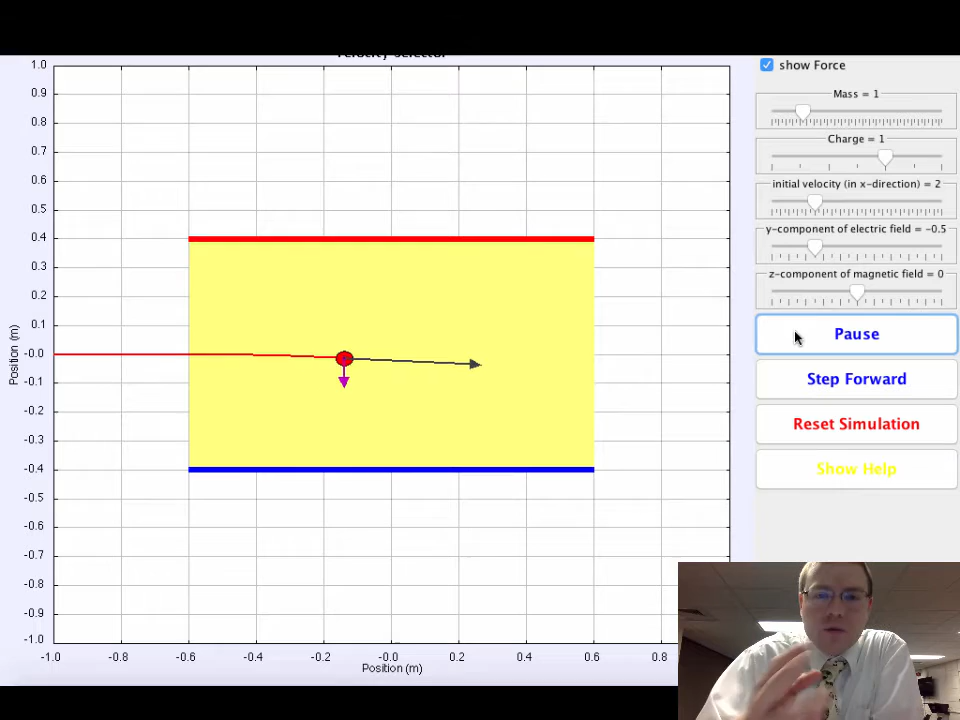 velocity selector
show Force
Mass = 1
Charge = 1
initial velocity (in x-direction) = 2
y-component of electric field = -0.5
z-component of magnetic field = 0
Pause
Step Forward
Reset Simulation
Show Help
Position (m)
1.0
0.9
0.8
0.7
0.6
0.5
0.4
0.3
0.2
0.1
-0.0
-0.1
-0.2
-0.3
-0.4
-0.5
-0.6
-0.7
-0.8
-0.9
-1.0
-1.0 -0.8 -0.6 -0.4 -0.2 -0.0 0.2 0.4 0.6 0.8
Position (m)